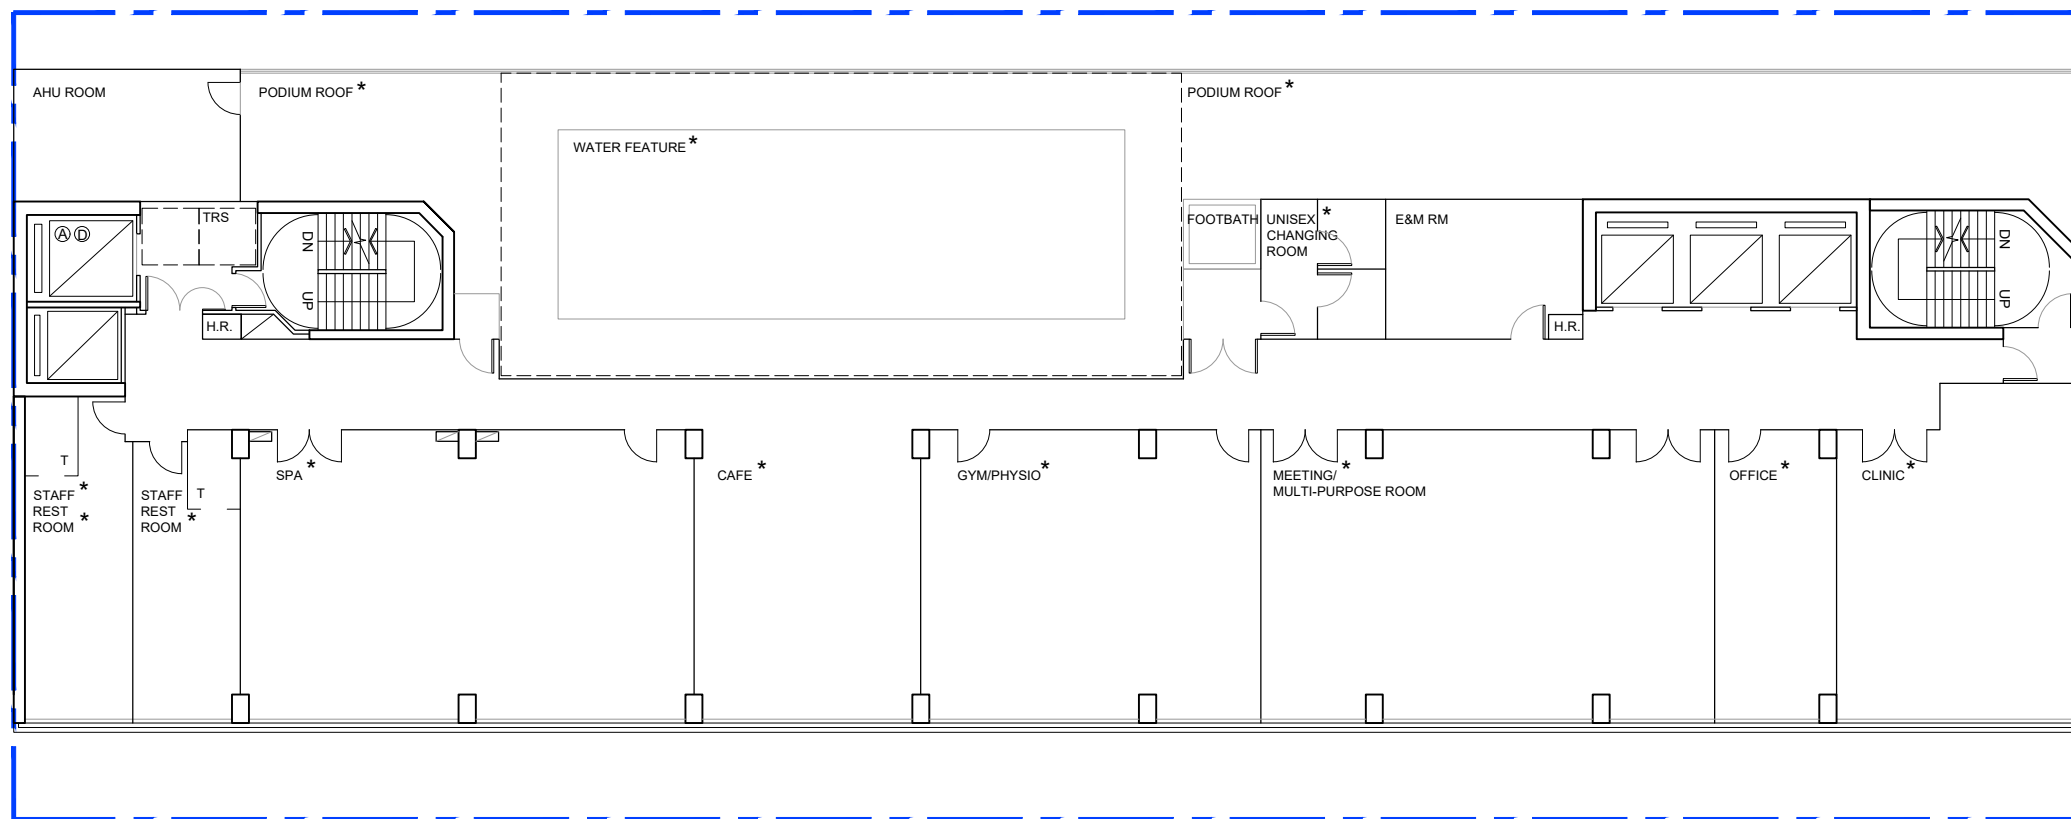 AHU ROOM
PODIUM ROOF *
PODIUM ROOF *
WATER FEATURE *
TRS
A D
DN
UP
H.R.
FOOTBATH
UNISEX *
CHANGING
ROOM
E&M RM
H.R.
DN
UP
T
STAFF *
REST
ROOM *
T
STAFF
REST
ROOM *
SPA *
CAFE *
GYM/PHYSIO *
MEETING/ *
MULTI-PURPOSE ROOM
OFFICE *
CLINIC *